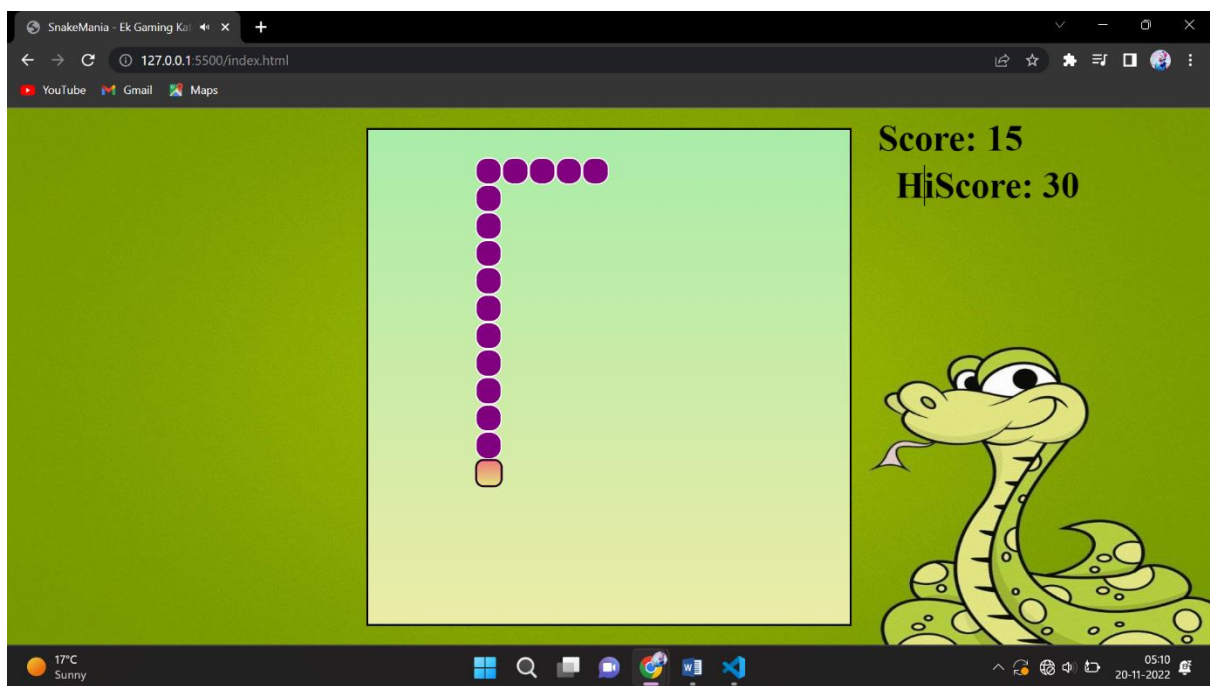 SnakeMania - Ek Gaming Kat
127.0.0.1:5500/index.html
YouTube Gmail Maps
Score: 15
HiScore: 30
17°C
Sunny
05:10
20-11-2022